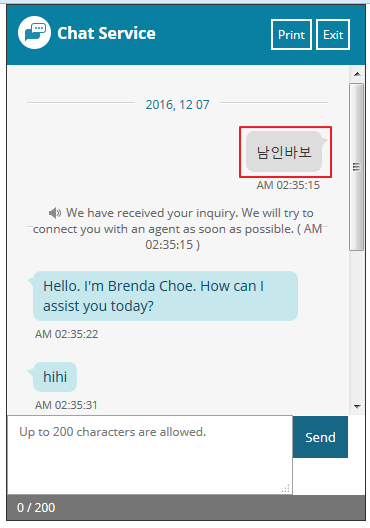 Chat Service
Print
Exit
2016, 12 07
남인바보
AM 02:35:15
We have received your inquiry. We will try to
connect you with an agent as soon as possible. ( AM
02:35:15 )
Hello. I'm Brenda Choe. How can I
assist you today?
AM 02:35:22
hihi
AM 02:35:31
Up to 200 characters are allowed.
Send
0 / 200